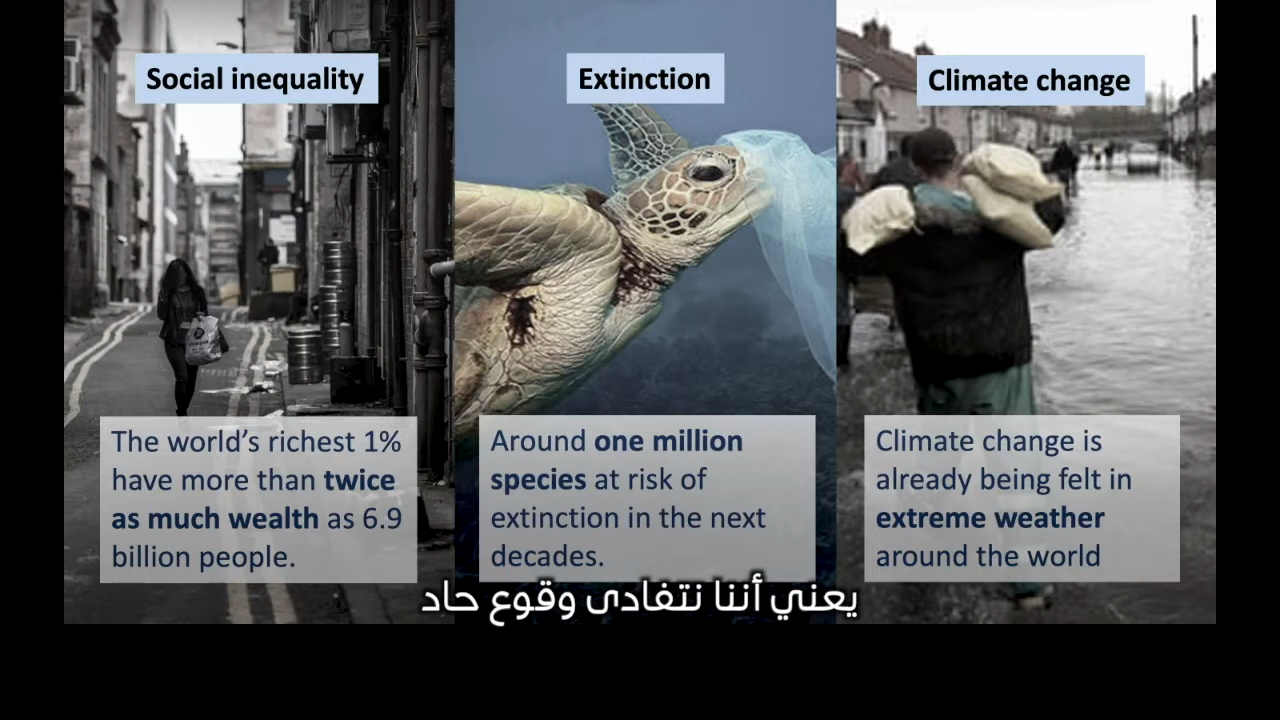 Social inequality
Extinction
Climate change
The world's richest 1%
have more than twice
as much wealth as 6.9
billion people.
Around one million
species at risk of
extinction in the next
decades.
Climate change is
already being felt in
extreme weather
around the world
يعني أننا نتفادى وقوع حاد